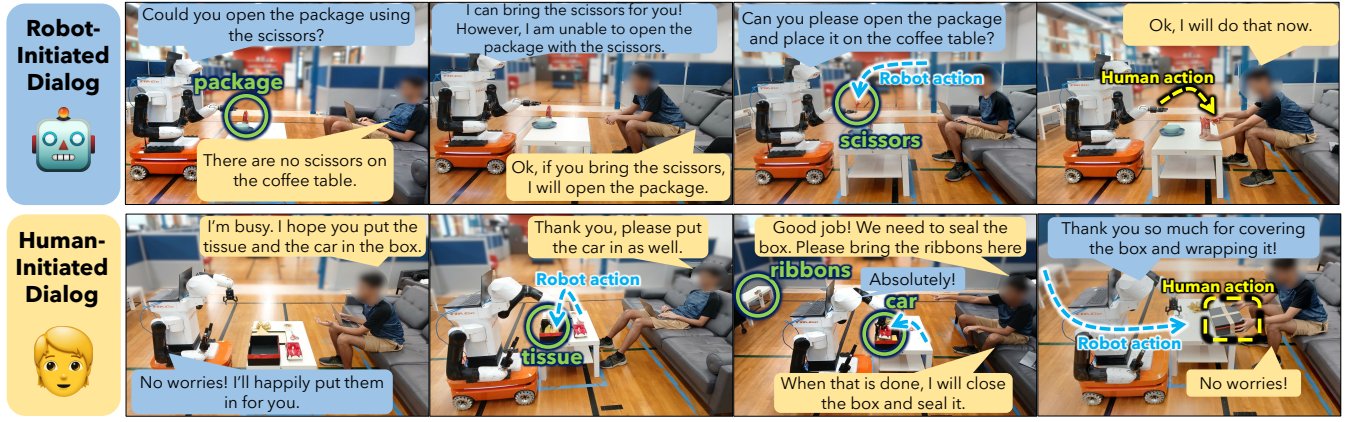 Robot-
Initiated
Dialog
Could you open the package using
the scissors?
package
There are no scissors on
the coffee table.
I can bring the scissors for you!
However, I am unable to open the
package with the scissors.
Ok, if you bring the scissors,
I will open the package.
Can you please open the package
and place it on the coffee table?
Robot action
scissors
Ok, I will do that now.
Human action
Human-
Initiated
Dialog
I'm busy. I hope you put the
tissue and the car in the box.
No worries! I'll happily put them
in for you.
Thank you, please put
the car in as well.
Robot action
tissue
Good job! We need to seal the
box. Please bring the ribbons here
ribbons
Absolutely!
car
When that is done, I will close
the box and seal it.
Thank you so much for covering
the box and wrapping it!
Human action
Robot action
No worries!